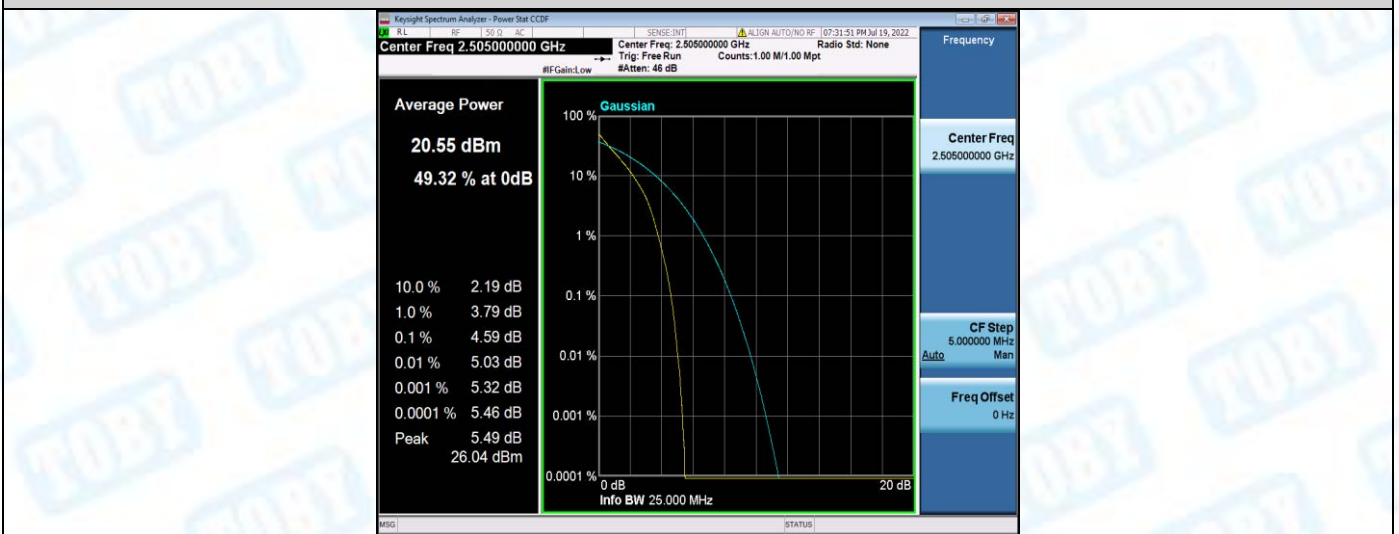 Keysight Spectrum Analyzer - Power Stat CCDF
RL RF 50 Ω AC SENSE:INT ALIGN AUTO/NO RF 07:31:51 PM Jul 19, 2022
Center Freq 2.505000000 GHz
Center Freq: 2.505000000 GHz Radio Std: None
Trig: Free Run Counts:1.00 M/1.00 Mpt
#IFGain:Low #Atten: 46 dB
Frequency
Average Power
20.55 dBm
49.32 % at 0dB
10.0 % 2.19 dB
1.0 % 3.79 dB
0.1 % 4.59 dB
0.01 % 5.03 dB
0.001 % 5.32 dB
0.0001 % 5.46 dB
Peak 5.49 dB
26.04 dBm
Gaussian
100 %
10 %
1 %
0.1 %
0.01 %
0.001 %
0.0001 %
0 dB 20 dB
Info BW 25.000 MHz
Center Freq
2.505000000 GHz
CF Step
5.000000 MHz
Auto Man
Freq Offset
0 Hz
MSG STATUS
TOBY
TOBY
TOBY
TOBY
TOBY
TOBY
TOBY
TOBY